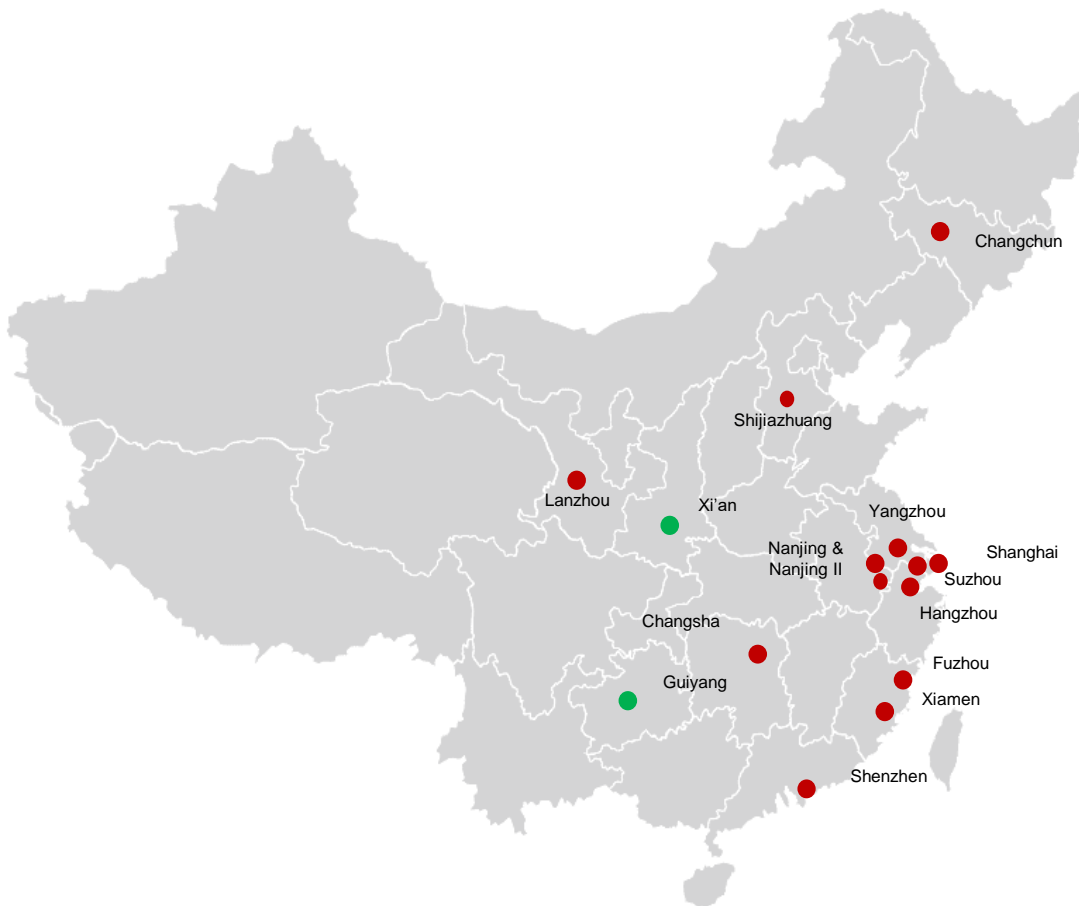 Changchun
Shijiazhuang
Lanzhou
Xi’an
Yangzhou
Nanjing &
Nanjing II
Shanghai
Suzhou
Hangzhou
Changsha
Fuzhou
Guiyang
Xiamen
Shenzhen